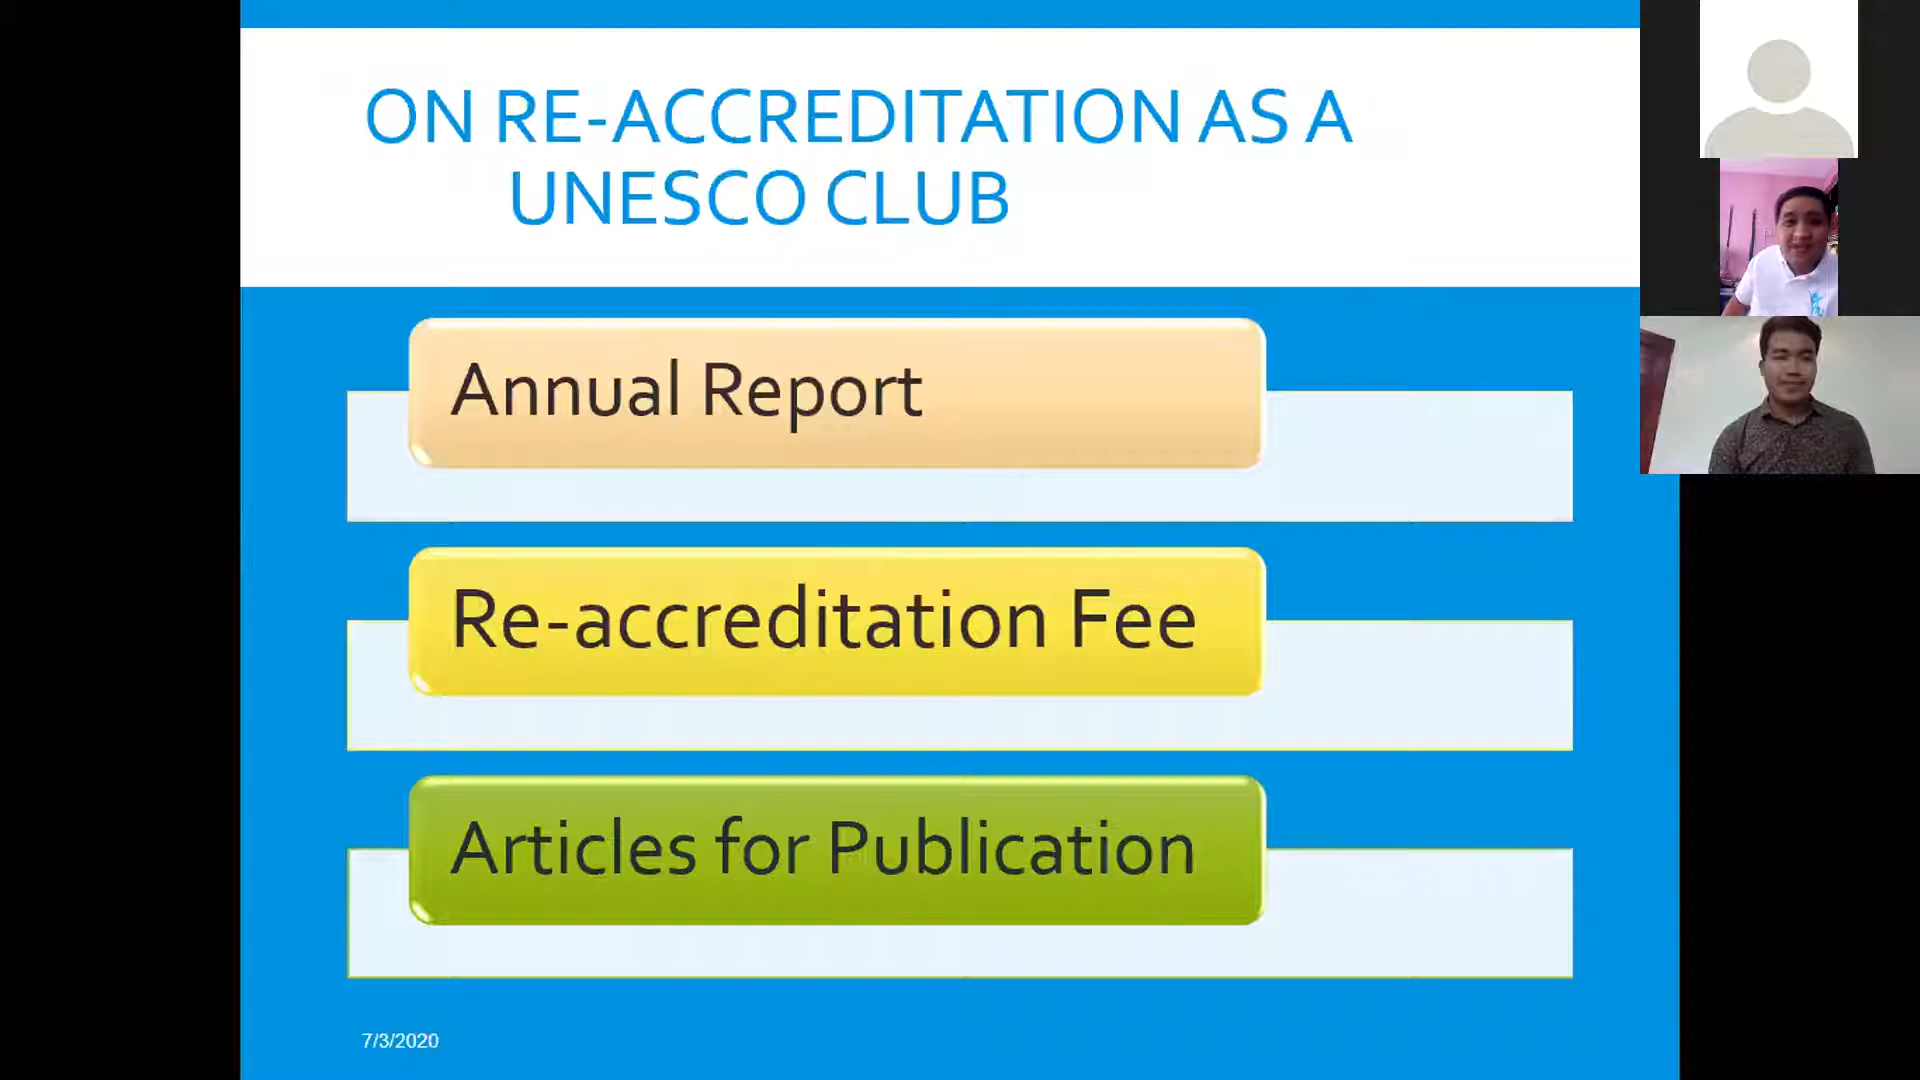 ON RE-ACCREDITATION AS A
UNESCO CLUB
Annual Report
Re-accreditation Fee
Articles for Publication
7/3/2020